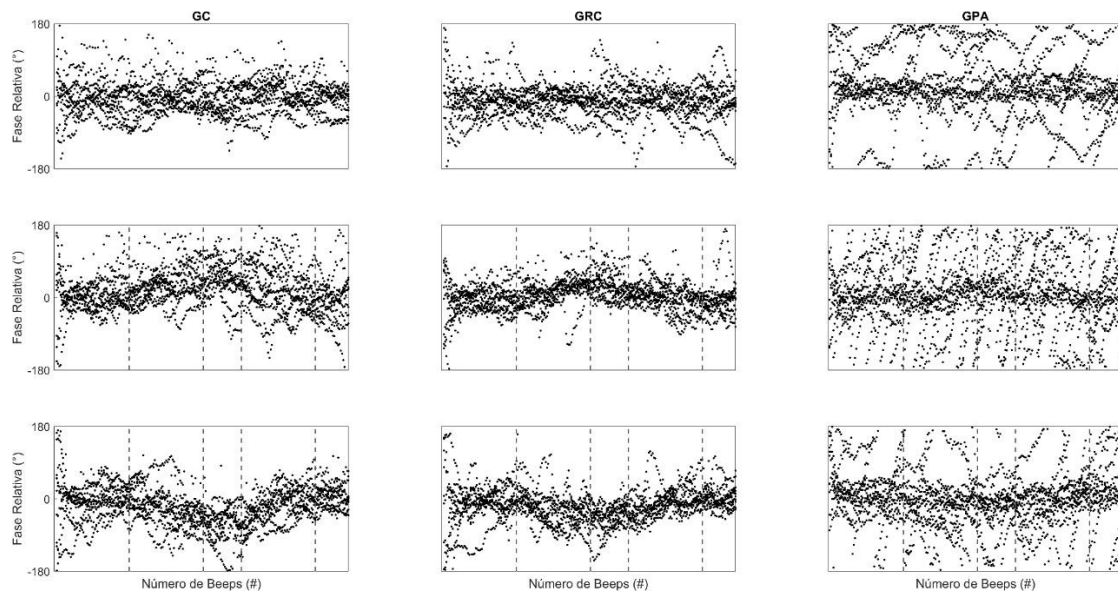 GC GRC GPA
Fase Relativa (°)
180
0
-180
Fase Relativa (°)
180
0
-180
Fase Relativa (°)
180
0
-180
Número de Beeps (#) Número de Beeps (#) Número de Beeps (#)